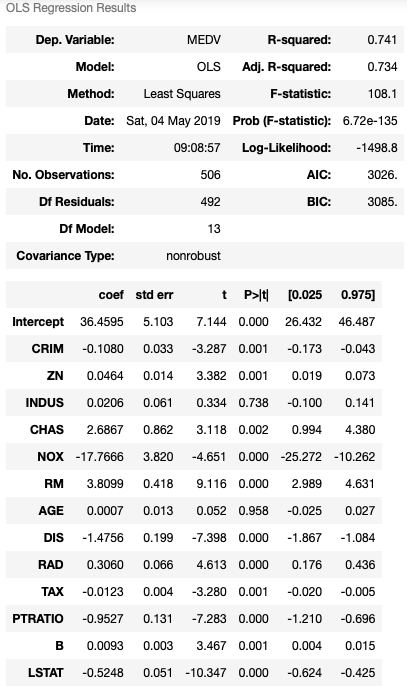 OLS Regression Results
Dep. Variable: MEDV R-squared: 0.741
Model: OLS Adj. R-squared: 0.734
Method: Least Squares F-statistic: 108.1
Date: Sat, 04 May 2019 Prob (F-statistic): 6.72e-135
Time: 09:08:57 Log-Likelihood: -1498.8
No. Observations: 506 AIC: 3026.
Df Residuals: 492 BIC: 3085.
Df Model: 13
Covariance Type: nonrobust
coef std err t P>|t| [0.025 0.975]
Intercept 36.4595 5.103 7.144 0.000 26.432 46.487
CRIM -0.1080 0.033 -3.287 0.001 -0.173 -0.043
ZN 0.0464 0.014 3.382 0.001 0.019 0.073
INDUS 0.0206 0.061 0.334 0.738 -0.100 0.141
CHAS 2.6867 0.862 3.118 0.002 0.994 4.380
NOX -17.7666 3.820 -4.651 0.000 -25.272 -10.262
RM 3.8099 0.418 9.116 0.000 2.989 4.631
AGE 0.0007 0.013 0.052 0.958 -0.025 0.027
DIS -1.4756 0.199 -7.398 0.000 -1.867 -1.084
RAD 0.3060 0.066 4.613 0.000 0.176 0.436
TAX -0.0123 0.004 -3.280 0.001 -0.020 -0.005
PTRATIO -0.9527 0.131 -7.283 0.000 -1.210 -0.696
B 0.0093 0.003 3.467 0.001 0.004 0.015
LSTAT -0.5248 0.051 -10.347 0.000 -0.624 -0.425